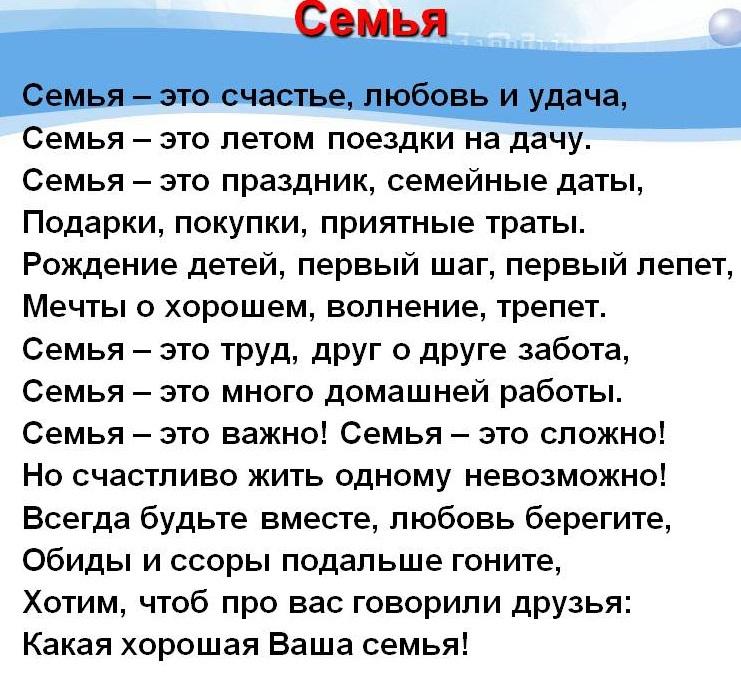 Семья
Семья – это счастье, любовь и удача,
Семья – это летом поездки на дачу.
Семья – это праздник, семейные даты,
Подарки, покупки, приятные траты.
Рождение детей, первый шаг, первый лепет,
Мечты о хорошем, волнение, трепет.
Семья – это труд, друг о друге забота,
Семья – это много домашней работы.
Семья – это важно! Семья – это сложно!
Но счастливо жить одному невозможно!
Всегда будьте вместе, любовь берегите,
Обиды и ссоры подальше гоните,
Хотим, чтоб про вас говорили друзья:
Какая хорошая Ваша семья!